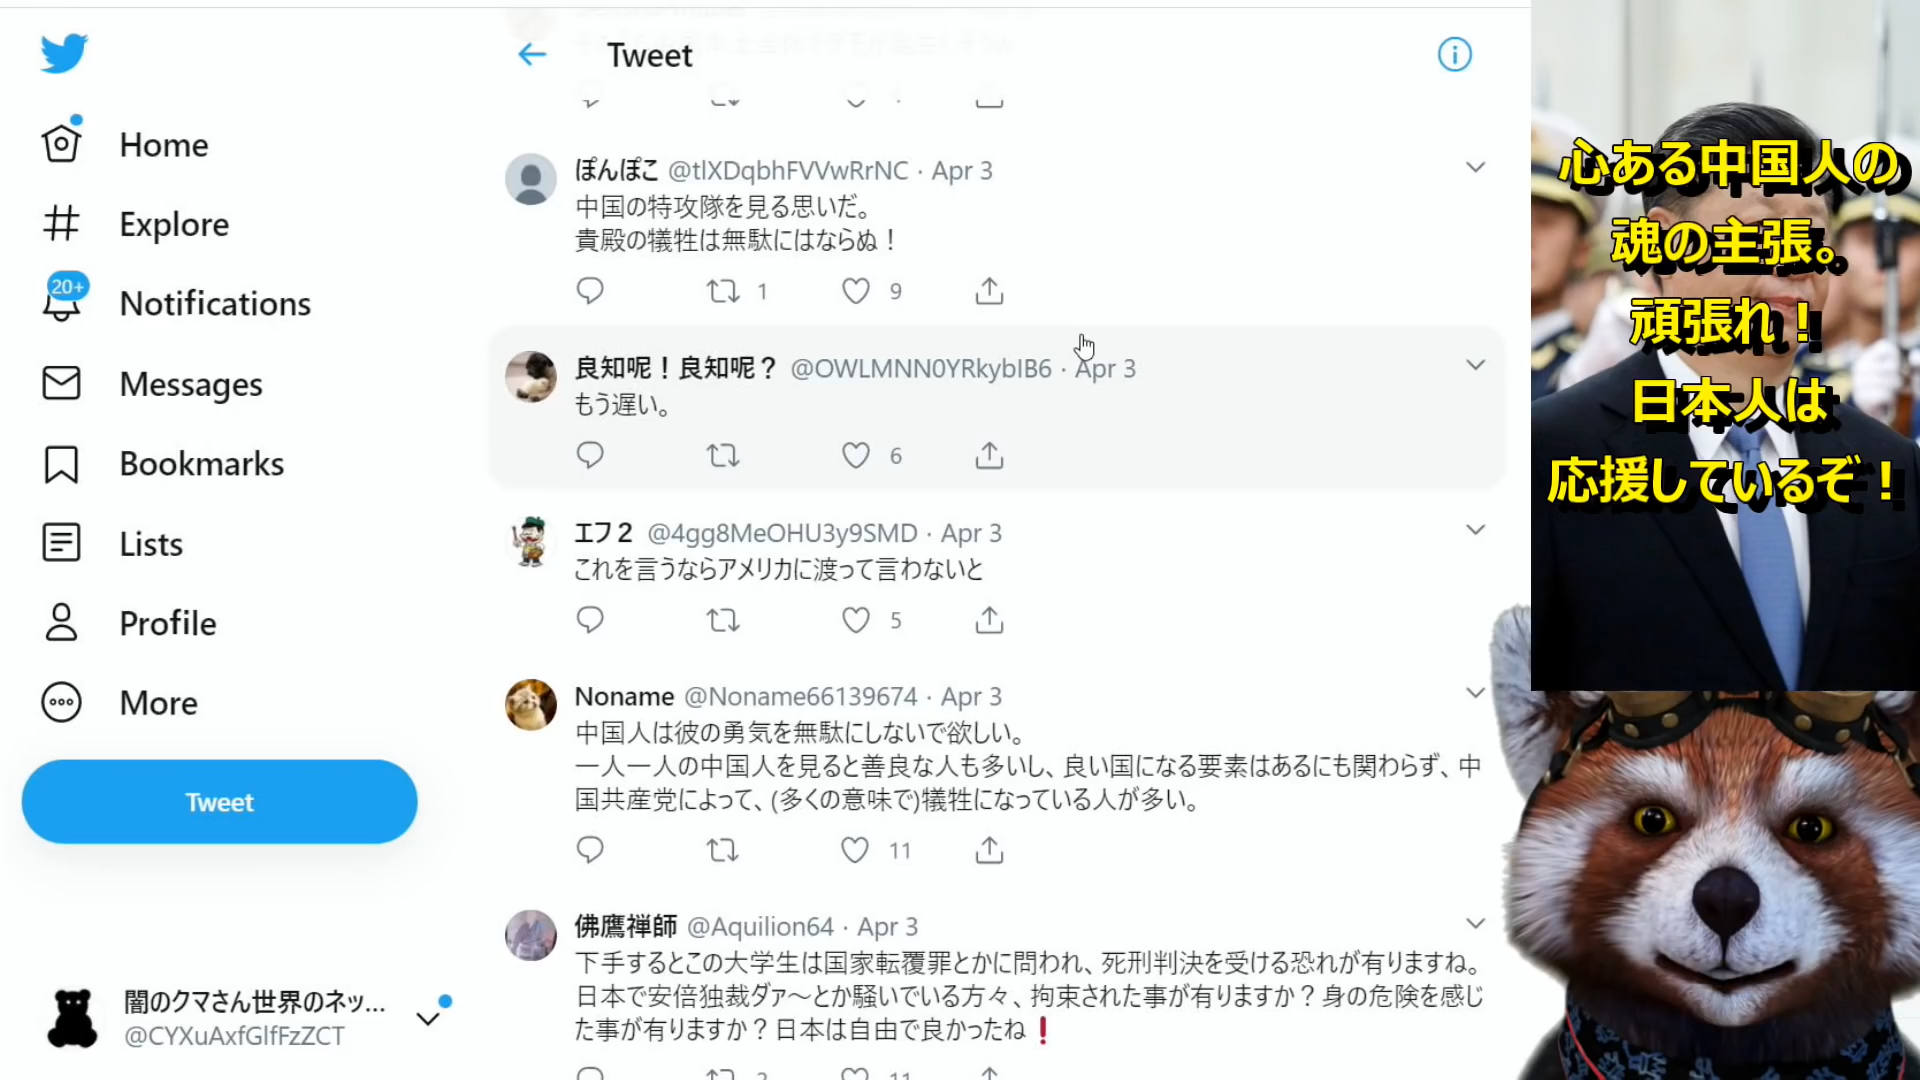 Tweet
Home
Explore
20+
Notifications
Messages
Bookmarks
Lists
Profile
More
Tweet
闇のクマさん世界のネッ...
@CYXuAxfGlfFzZCT
ぽんぽこ @tlXDqbhFVVwRrNC · Apr 3
中国の特攻隊を見る思いだ。
貴殿の犠牲は無駄にはならぬ！
1 9
良知呢！良知呢？ @OWLMNN0YRkybIB6 · Apr 3
もう遅い。
6
エフ２ @4gg8MeOHU3y9SMD · Apr 3
これを言うならアメリカに渡って言わないと
5
Noname @Noname66139674 · Apr 3
中国人は彼の勇気を無駄にしないで欲しい。
一人一人の中国人を見ると善良な人も多いし、良い国になる要素はあるにも関わらず、中
国共産党によって、(多くの意味で)犠牲になっている人が多い。
11
佛鷹禅師 @Aquilion64 · Apr 3
下手するとこの大学生は国家転覆罪とかに問われ、死刑判決を受ける恐れが有りますね。
日本で安倍独裁ダァ〜とか騒いでいる方々、拘束された事が有りますか？身の危険を感じ
た事が有りますか？日本は自由で良かったね❗
2 11
心ある中国人の
魂の主張。
頑張れ！
日本人は
応援しているぞ！